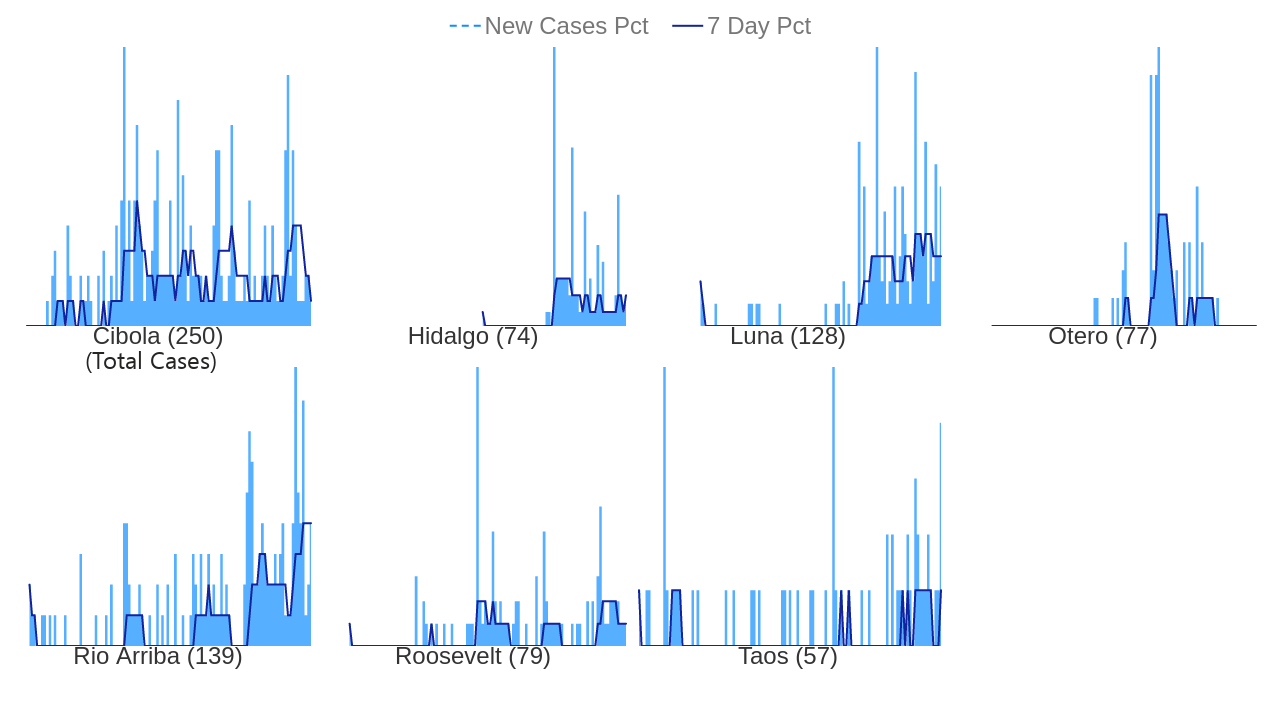 New Cases Pct 7 Day Pct
Cibola (250) Hidalgo (74) Luna (128) Otero (77)
(Total Cases)
Rio Arriba (139) Roosevelt (79) Taos (57)